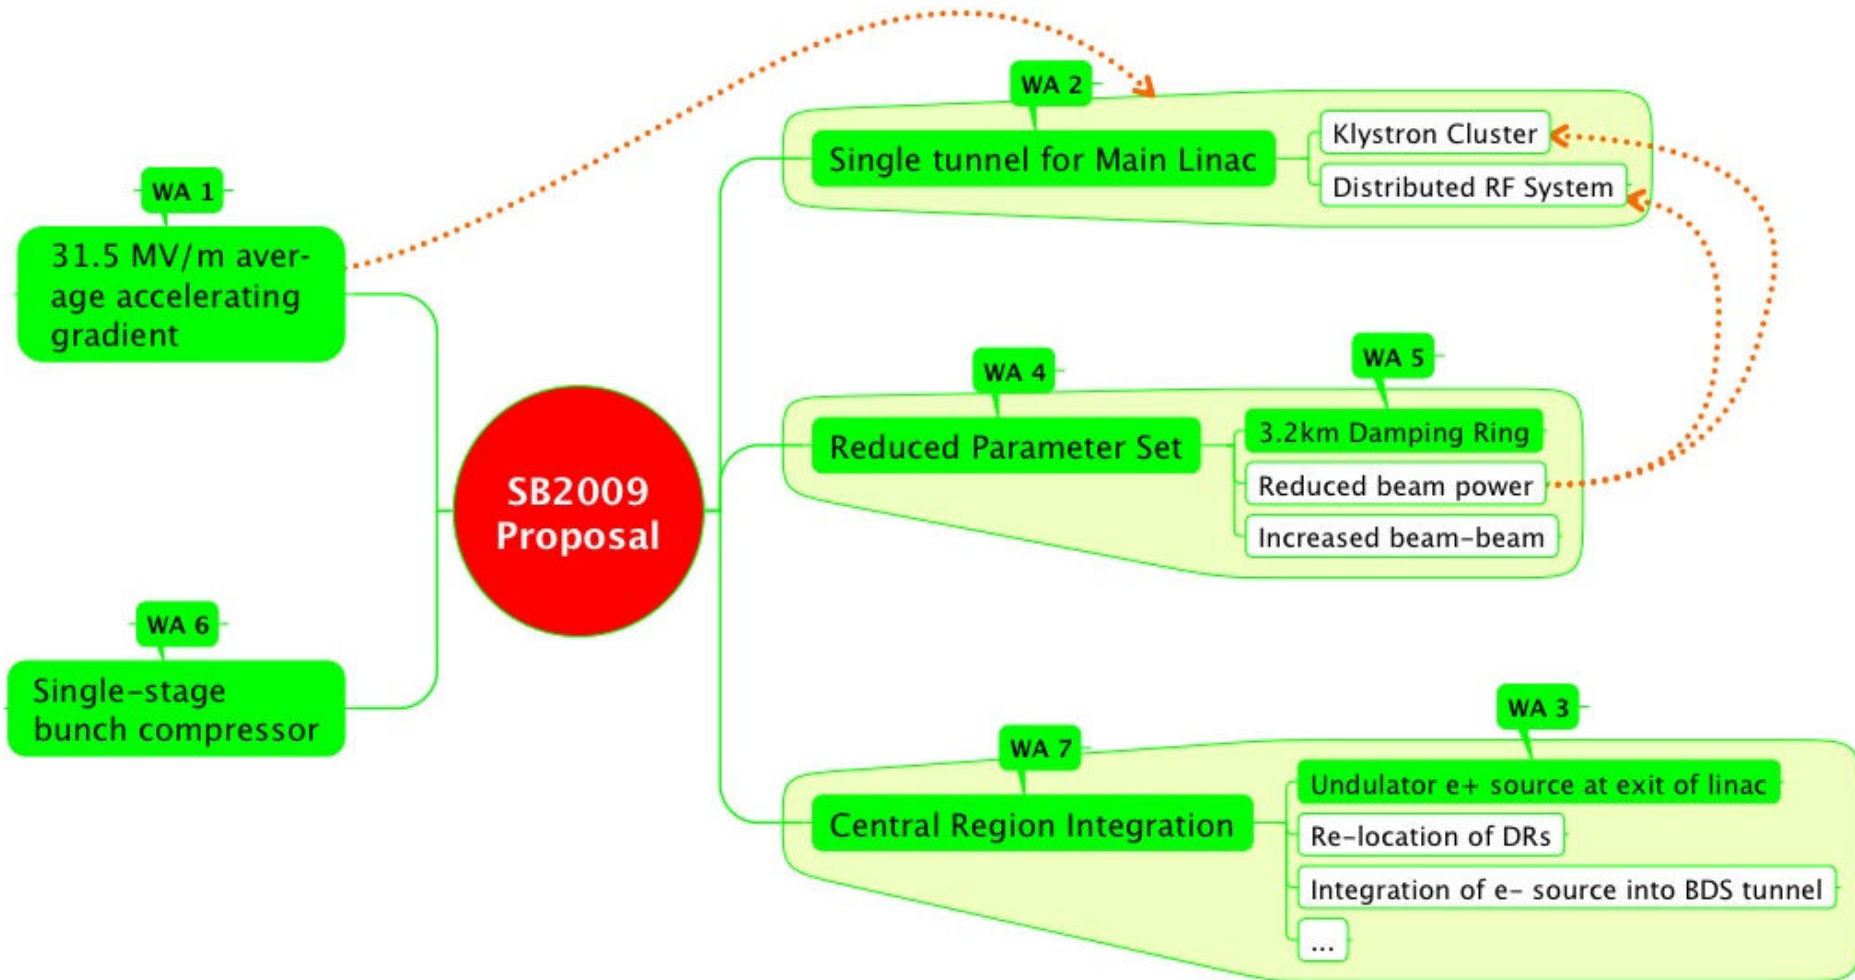 WA 1
31.5 MV/m aver-
age accelerating
gradient
WA 6
Single-stage
bunch compressor
SB2009
Proposal
WA 2
Single tunnel for Main Linac
Klystron Cluster
Distributed RF System
WA 4
Reduced Parameter Set
WA 5
3.2km Damping Ring
Reduced beam power
Increased beam-beam
WA 7
Central Region Integration
WA 3
Undulator e+ source at exit of linac
Re-location of DRs
Integration of e- source into BDS tunnel
...